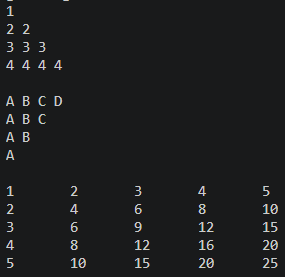 1
2 2
3 3 3
4 4 4 4

A B C D
A B C
A B
A

1 2 3 4 5
2 4 6 8 10
3 6 9 12 15
4 8 12 16 20
5 10 15 20 25